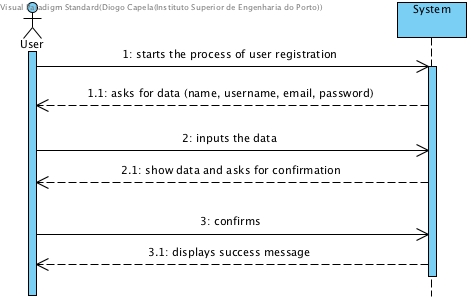 Visual Paradigm Standard(Diogo Capela(Instituto Superior de Engenharia do Porto))
System
User
1: starts the process of user registration
1.1: asks for data (name, username, email, password)
2: inputs the data
2.1: show data and asks for confirmation
3: confirms
3.1: displays success message